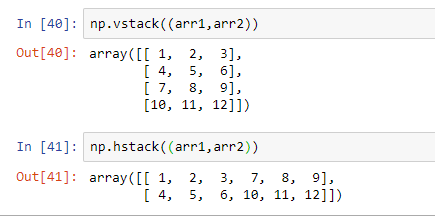 In [40]: np.vstack((arr1,arr2))
Out[40]: array([[ 1,  2,  3],
       [ 4,  5,  6],
       [ 7,  8,  9],
       [10, 11, 12]])
In [41]: np.hstack((arr1,arr2))
Out[41]: array([[ 1,  2,  3,  7,  8,  9],
       [ 4,  5,  6, 10, 11, 12]])